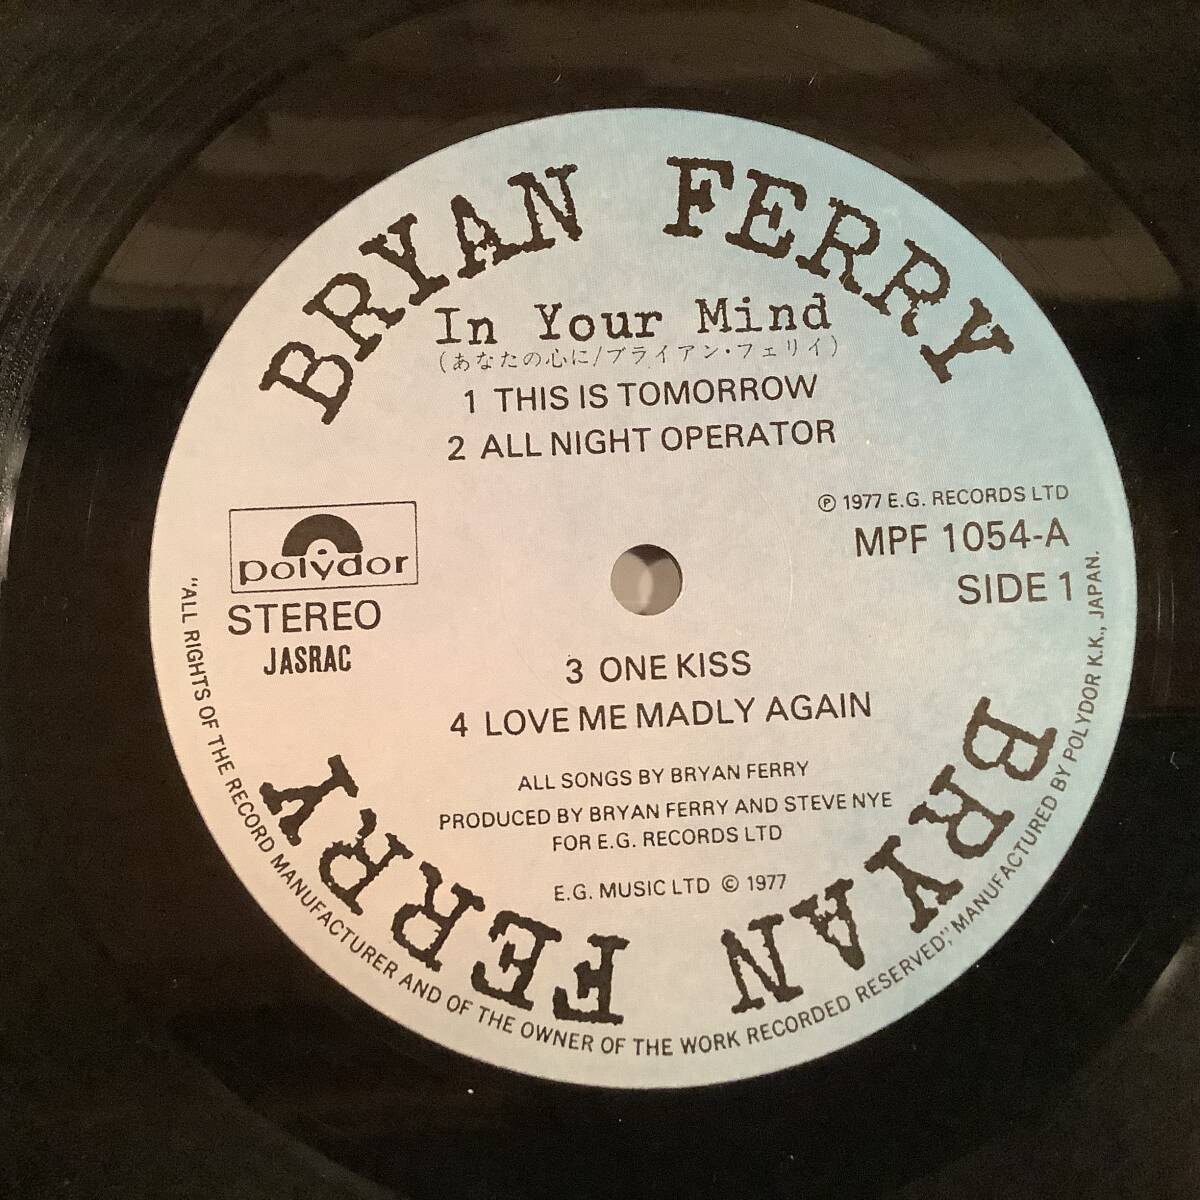 BRYAN FERRY
In Your Mind
(あなたの心に/ブライアン・フェリイ)
1 THIS IS TOMORROW
2 ALL NIGHT OPERATOR
℗ 1977 E.G. RECORDS LTD
MPF 1054-A
SIDE 1
polydor
STEREO
JASRAC
3 ONE KISS
4 LOVE ME MADLY AGAIN
ALL SONGS BY BRYAN FERRY
PRODUCED BY BRYAN FERRY AND STEVE NYE
FOR E.G. RECORDS LTD
E.G. MUSIC LTD © 1977
BRYAN FERRY
"ALL RIGHTS OF THE RECORD MANUFACTURER AND OF THE OWNER OF THE WORK RECORDED RESERVED", MANUFACTURED BY POLYDOR K.K., JAPAN.